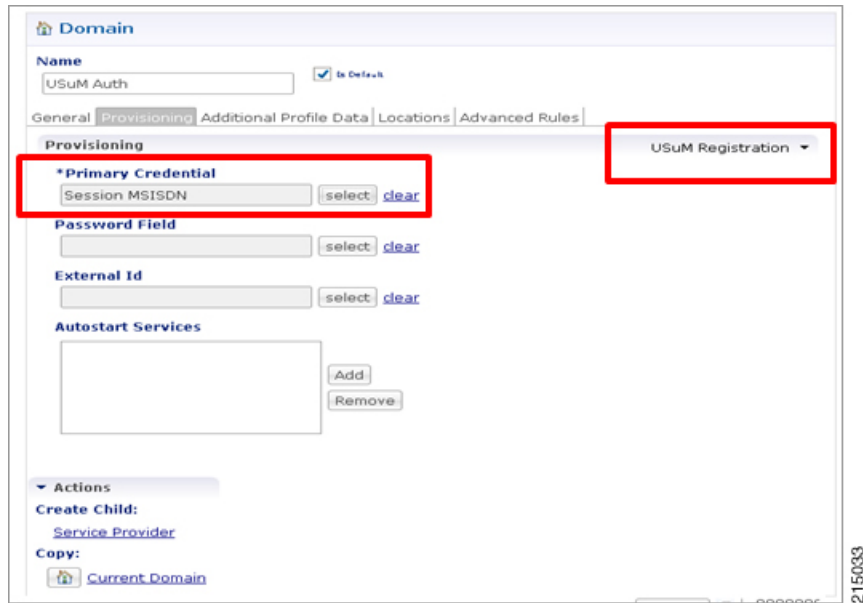 Domain
Name
USuM Auth
Is Default
General Provisioning Additional Profile Data Locations Advanced Rules
Provisioning
USuM Registration
*Primary Credential
Session MSISDN select clear
Password Field
select clear
External Id
select clear
Autostart Services
Add
Remove
Actions
Create Child:
Service Provider
Copy:
Current Domain
215033